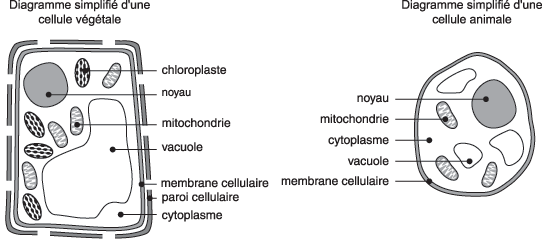 Diagramme simplifié d'une
cellule végétale
chloroplaste
noyau
mitochondrie
vacuole
membrane cellulaire
paroi cellulaire
cytoplasme
Diagramme simplifié d'une
cellule animale
noyau
mitochondrie
cytoplasme
vacuole
membrane cellulaire